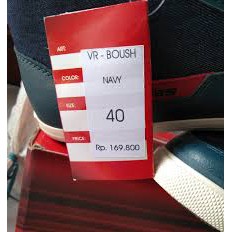 ART:
VR - BOUSH
COLOR:
NAVY
SIZE:
40
PRICE:
Rp. 169.800